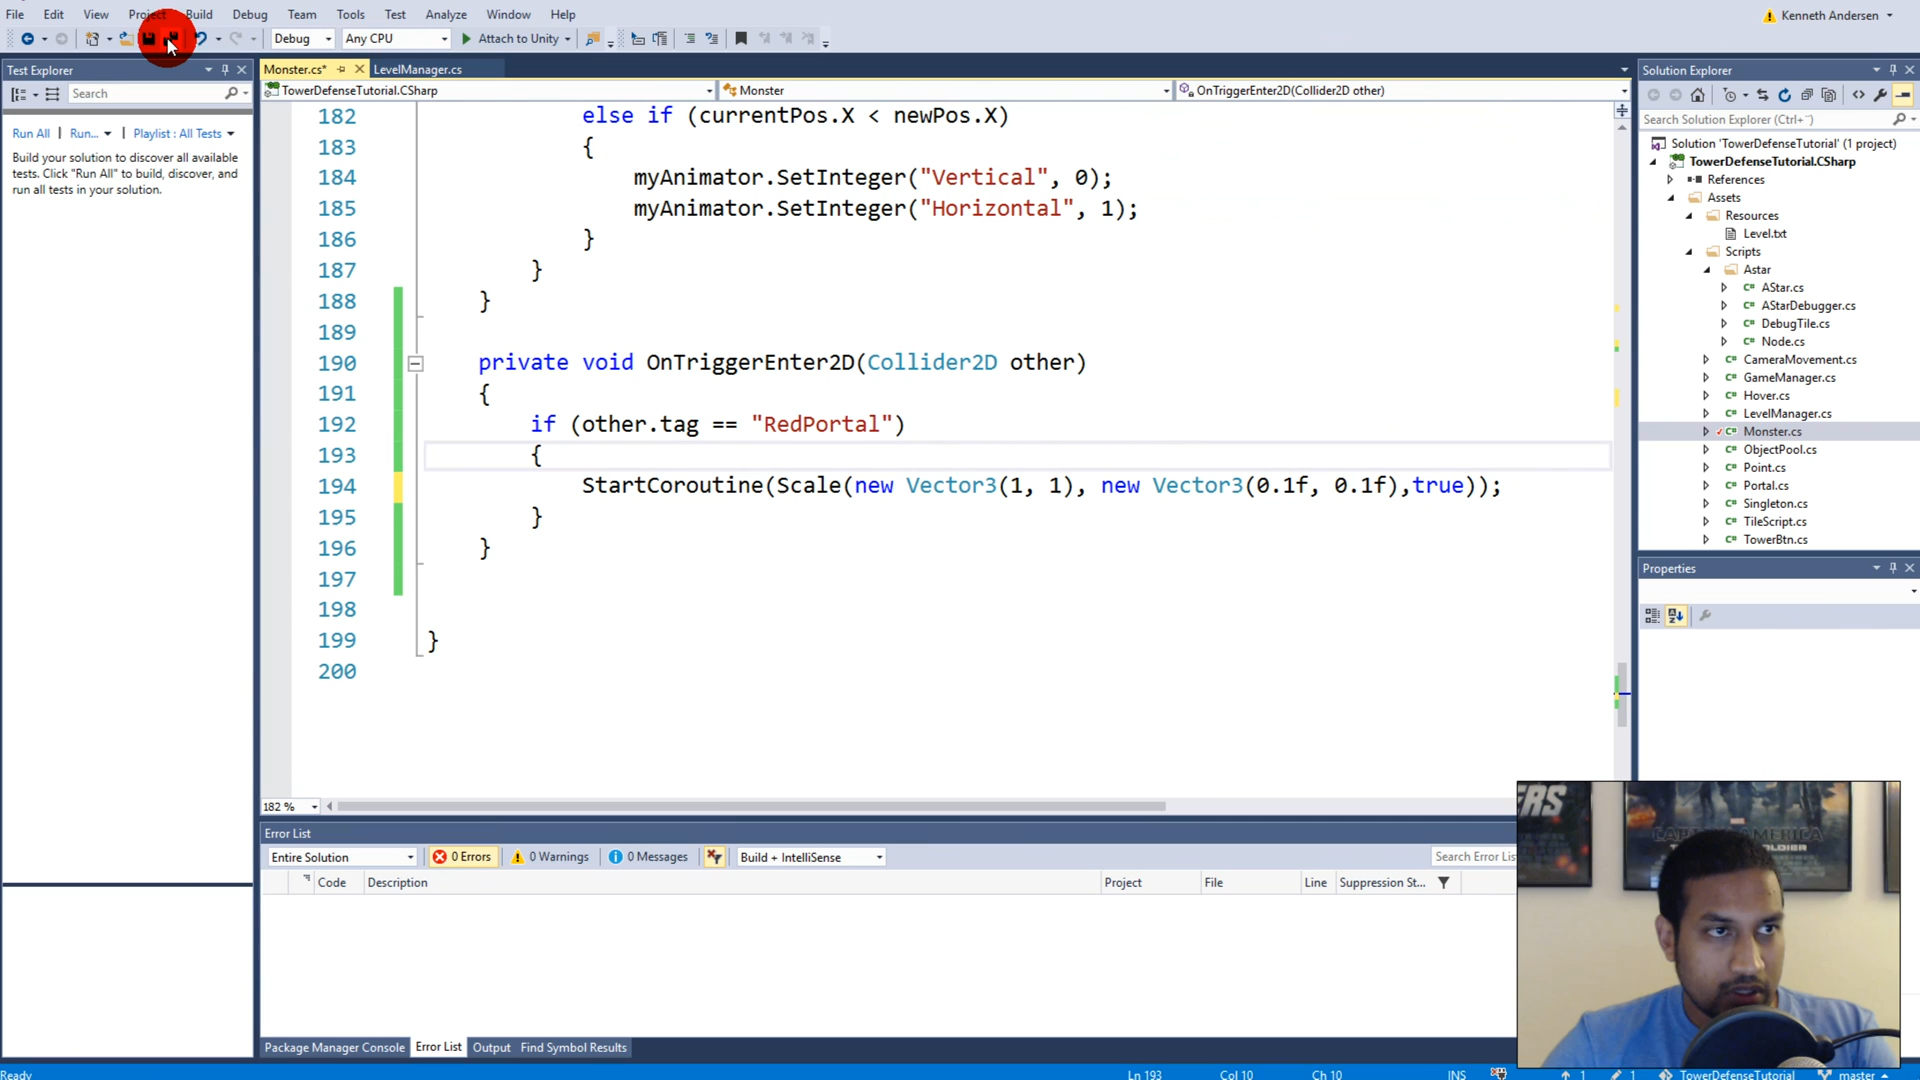 File Edit View Project Build Debug Team Tools Test Analyze Window Help
Kenneth Andersen
Debug Any CPU Attach to Unity
Test Explorer
Search
Run All Run... Playlist : All Tests
Build your solution to discover all available
tests. Click "Run All" to build, discover, and
run all tests in your solution.
Monster.cs* LevelManager.cs
TowerDefenseTutorial.CSharp Monster OnTriggerEnter2D(Collider2D other)
182 else if (currentPos.X < newPos.X)
183 {
184 myAnimator.SetInteger("Vertical", 0);
185 myAnimator.SetInteger("Horizontal", 1);
186 }
187 }
188 }
189
190 private void OnTriggerEnter2D(Collider2D other)
191 {
192 if (other.tag == "RedPortal")
193 {
194 StartCoroutine(Scale(new Vector3(1, 1), new Vector3(0.1f, 0.1f),true));
195 }
196 }
197
198
199 }
200
182 %
Solution Explorer
Search Solution Explorer (Ctrl+¨)
Solution 'TowerDefenseTutorial' (1 project)
TowerDefenseTutorial.CSharp
References
Assets
Resources
Level.txt
Scripts
Astar
C# AStar.cs
C# AStarDebugger.cs
C# DebugTile.cs
C# Node.cs
C# CameraMovement.cs
C# GameManager.cs
C# Hover.cs
C# LevelManager.cs
C# Monster.cs
C# ObjectPool.cs
C# Point.cs
C# Portal.cs
C# Singleton.cs
C# TileScript.cs
C# TowerBtn.cs
Properties
Error List
Entire Solution 0 Errors 0 Warnings 0 Messages Build + IntelliSense Search Error Lis
Code Description Project File Line Suppression St...
Package Manager Console Error List Output Find Symbol Results
ERS
CAPTAIN AMERICA
Ready Ln 193 Col 10 Ch 10 INS 1 1 TowerDefenseTutorial master